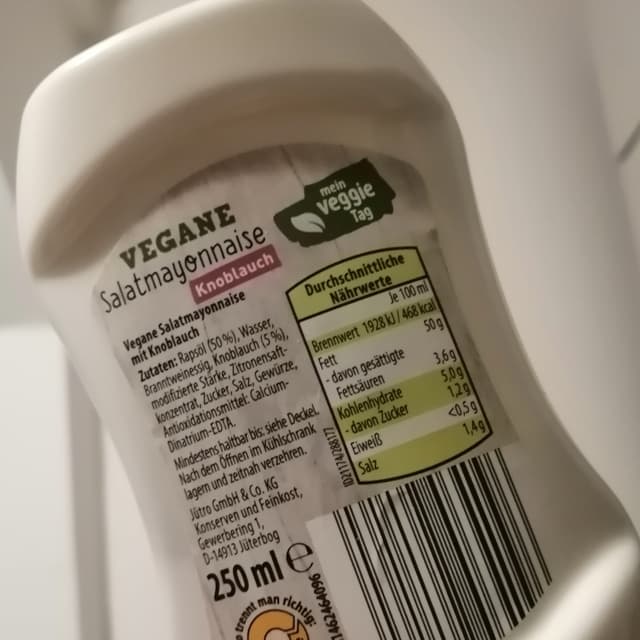 mein
veggie
Tag
VEGANE
Salatmayonnaise
Knoblauch
Vegane Salatmayonnaise
mit Knoblauch
Zutaten: Rapsöl (50 %), Wasser,
Branntweinessig, Knoblauch (5 %),
modifizierte Stärke, Zitronensaft-
konzentrat, Zucker, Salz, Gewürze,
Antioxidationsmittel: Calcium-
Dinatrium-EDTA.
Mindestens haltbar bis: siehe Deckel.
Nach dem Öffnen im Kühlschrank
lagern und zeitnah verzehren.
Jütro GmbH & Co. KG
Konserven und Feinkost,
Gewerbering 1,
D-14913 Jüterbog
250 ml e
trennt man richtig:
Durchschnittliche
Nährwerte
Je 100 ml
Brennwert 1928 kJ / 468 kcal
Fett 50 g
- davon gesättigte
Fettsäuren 3,6 g
Kohlenhydrate 5,0 g
- davon Zucker 1,2 g
Eiweiß <0,5 g
Salz 1,4 g